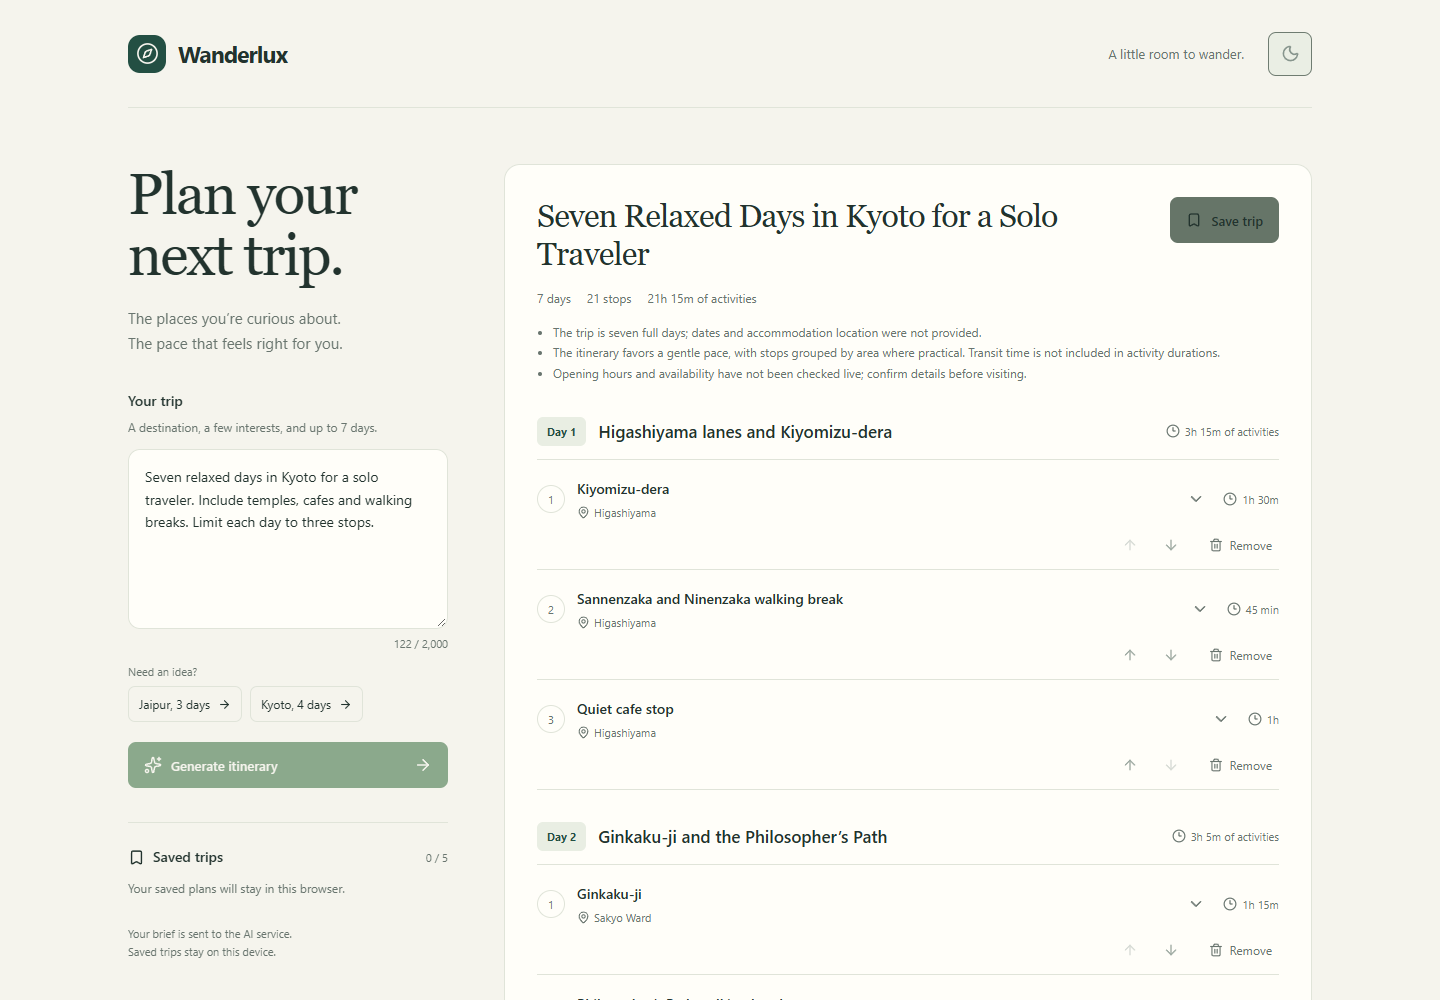 Wanderlux
A little room to wander.
Plan your
next trip.
The places you’re curious about.
The pace that feels right for you.
Your trip
A destination, a few interests, and up to 7 days.
Seven relaxed days in Kyoto for a solo
traveler. Include temples, cafes and walking
breaks. Limit each day to three stops.
122 / 2,000
Need an idea?
Jaipur, 3 days
Kyoto, 4 days
Generate itinerary
Saved trips
0 / 5
Your saved plans will stay in this browser.
Your brief is sent to the AI service.
Saved trips stay on this device.
Seven Relaxed Days in Kyoto for a Solo
Traveler
Save trip
7 days 21 stops 21h 15m of activities
• The trip is seven full days; dates and accommodation location were not provided.
• The itinerary favors a gentle pace, with stops grouped by area where practical. Transit time is not included in activity durations.
• Opening hours and availability have not been checked live; confirm details before visiting.
Day 1 Higashiyama lanes and Kiyomizu-dera 3h 15m of activities
1 Kiyomizu-dera 1h 30m
Higashiyama
Remove
2 Sannenzaka and Ninenzaka walking break 45 min
Higashiyama
Remove
3 Quiet cafe stop 1h
Higashiyama
Remove
Day 2 Ginkaku-ji and the Philosopher’s Path 3h 5m of activities
1 Ginkaku-ji 1h 15m
Sakyo Ward
Remove